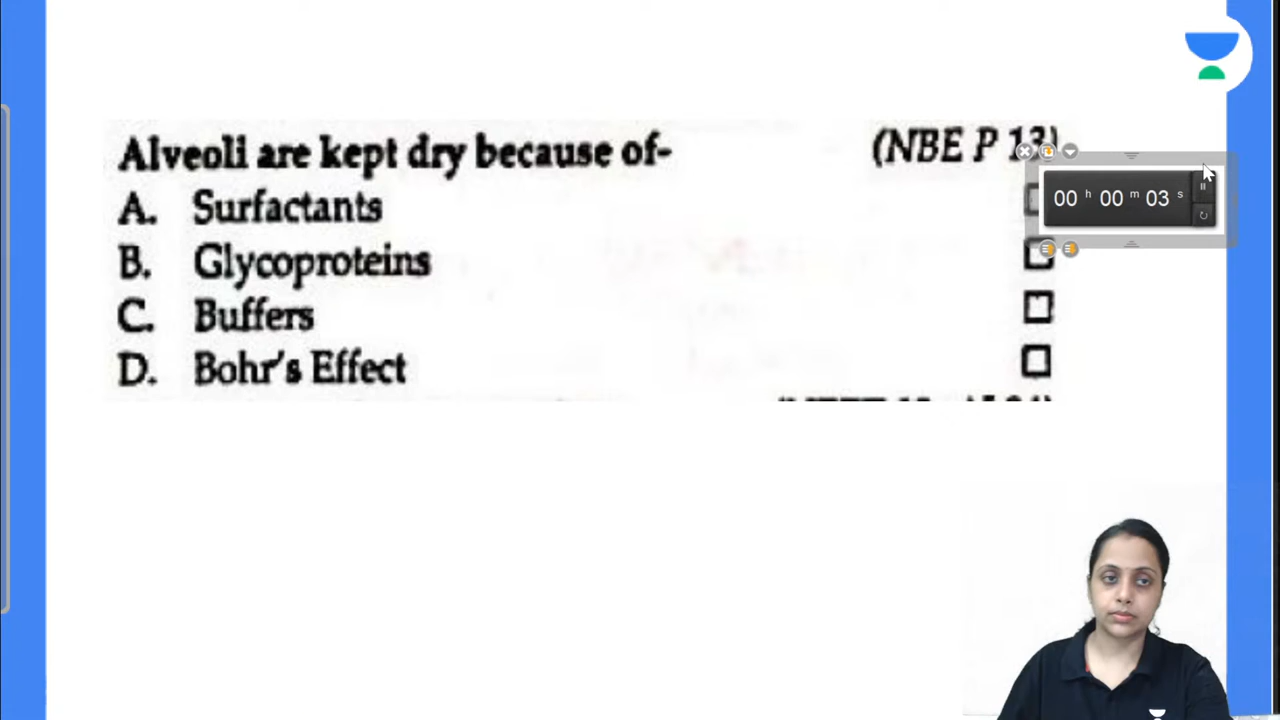 Alveoli are kept dry because of- (NBE P 13)
A. Surfactants
00 h 00 m 03 s
B. Glycoproteins
C. Buffers
D. Bohr's Effect